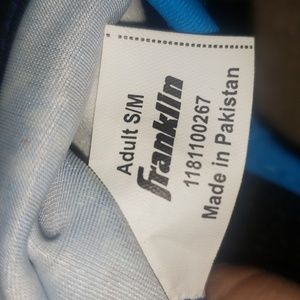 Adult S/M
franklin
1181100267
Made in Pakistan